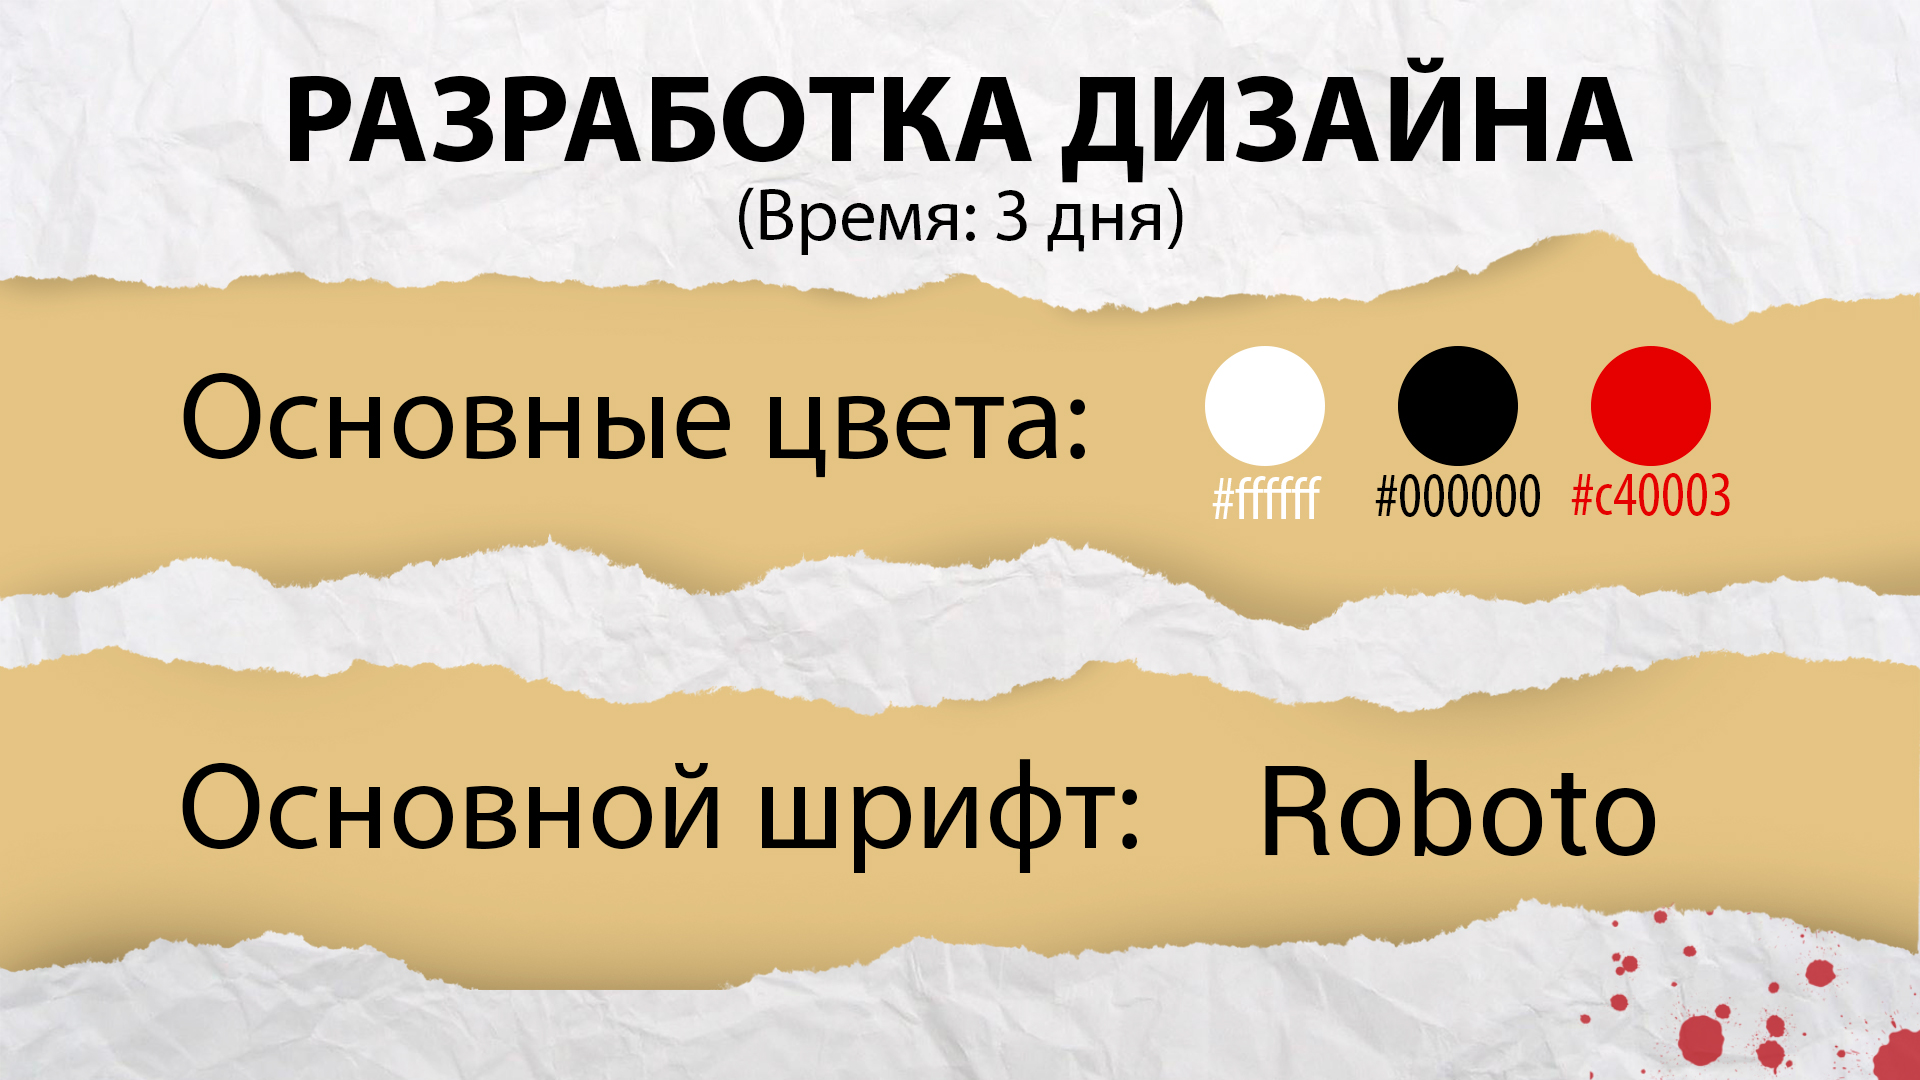 РАЗРАБОТКА ДИЗАЙНА
(Время: 3 дня)
Основные цвета:
#ffffff #000000 #c40003
Основной шрифт: Roboto